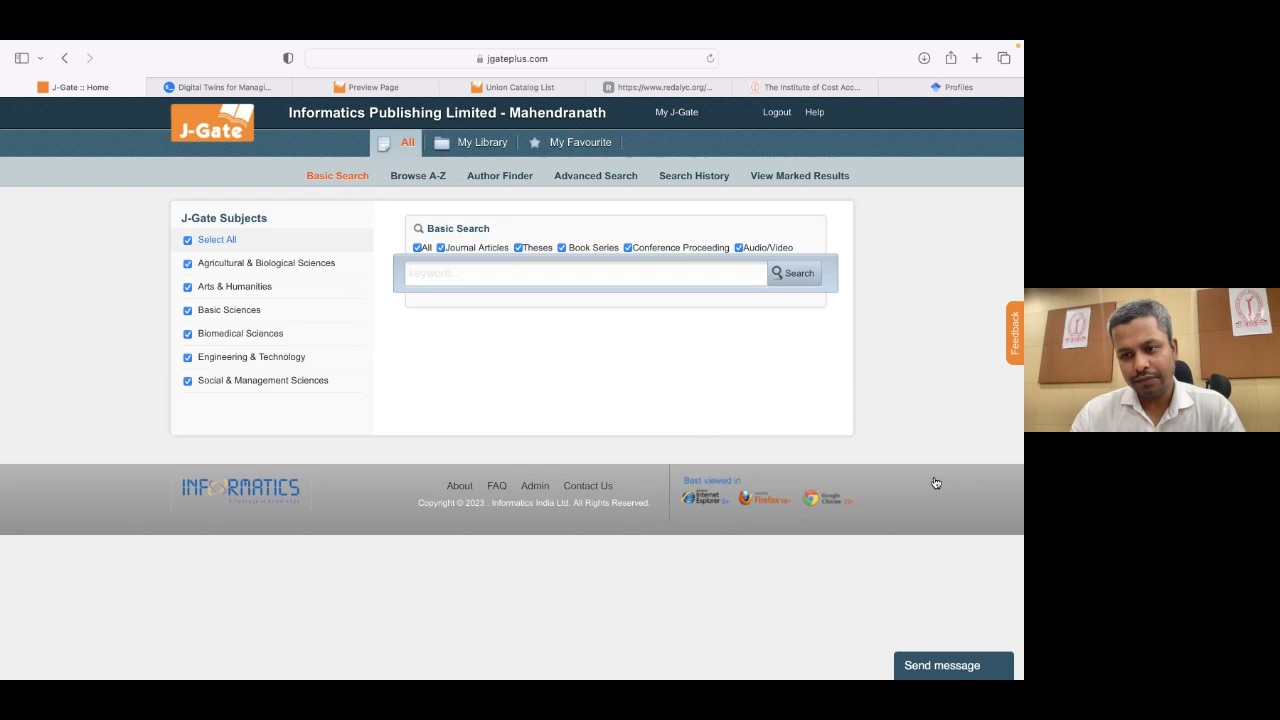 jgateplus.com
J-Gate :: Home
Digital Twins for Managi...
Preview Page
Union Catalog List
https://www.redalyc.org/...
The Institute of Cost Acc...
Profiles
J-Gate
Informatics Publishing Limited - Mahendranath
My J-Gate
Logout
Help
All
My Library
My Favourite
Basic Search
Browse A-Z
Author Finder
Advanced Search
Search History
View Marked Results
J-Gate Subjects
Select All
Agricultural & Biological Sciences
Arts & Humanities
Basic Sciences
Biomedical Sciences
Engineering & Technology
Social & Management Sciences
Basic Search
All Journal Articles Theses Book Series Conference Proceeding Audio/Video
keyword...
Search
Feedback
INFORMATICS
About FAQ Admin Contact Us
Copyright © 2023 . Informatics India Ltd. All Rights Reserved.
Best viewed in
Internet Explorer
Firefox
Google Chrome
Send message